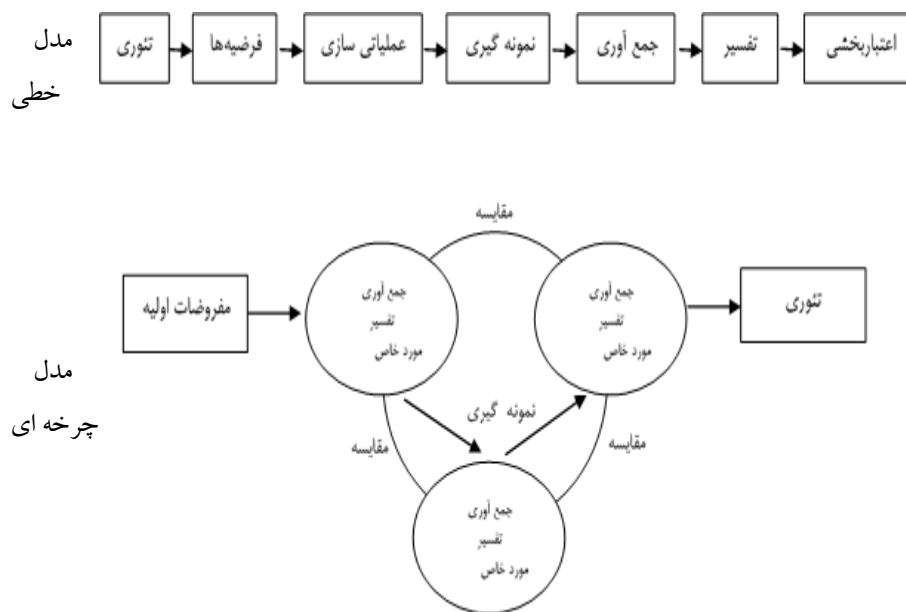 مدل
خطی
تئوری
فرضیه‌ها
عملیاتی سازی
نمونه گیری
جمع آوری
تفسیر
اعتباربخشی
مقایسه
مفروضات اولیه
جمع آوری
تفسیر
مورد خاص
جمع آوری
تفسیر
مورد خاص
تئوری
مدل
چرخه ای
نمونه گیری
مقایسه
مقایسه
جمع آوری
تفسیر
مورد خاص